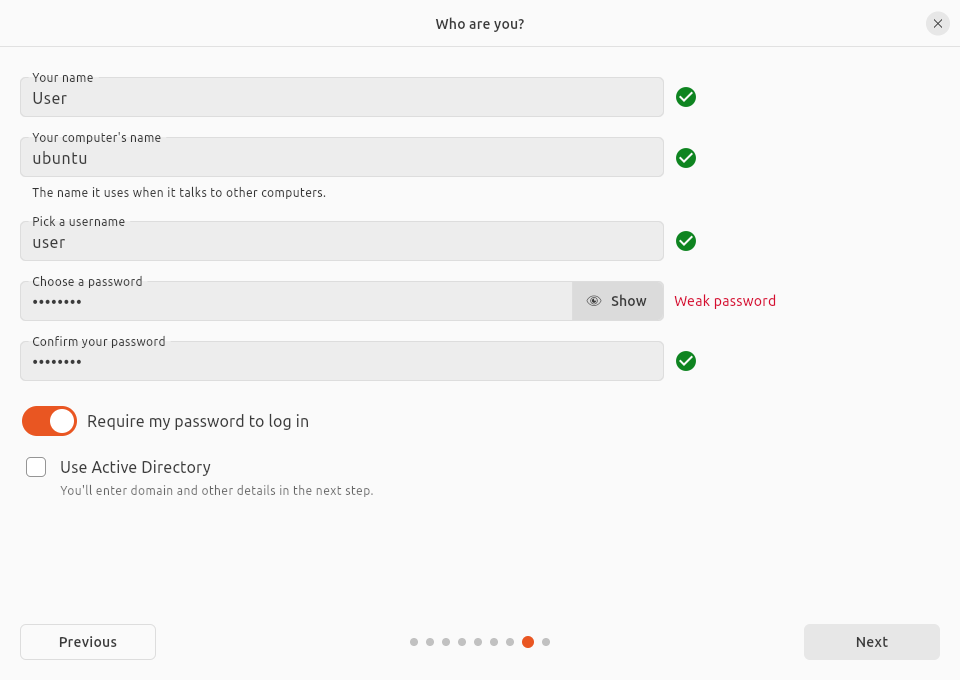 Who are you?
Your name
User
Your computer's name
ubuntu
The name it uses when it talks to other computers.
Pick a username
user
Choose a password
••••••••
Show
Weak password
Confirm your password
••••••••
Require my password to log in
Use Active Directory
You'll enter domain and other details in the next step.
Previous
Next